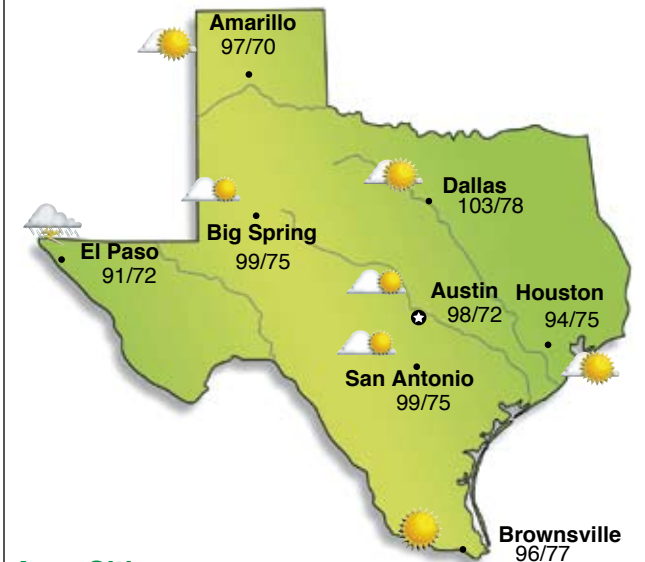 Amarillo
97/70
Dallas
103/78
Big Spring
99/75
El Paso
91/72
Austin
98/72
Houston
94/75
San Antonio
99/75
Brownsville
96/77